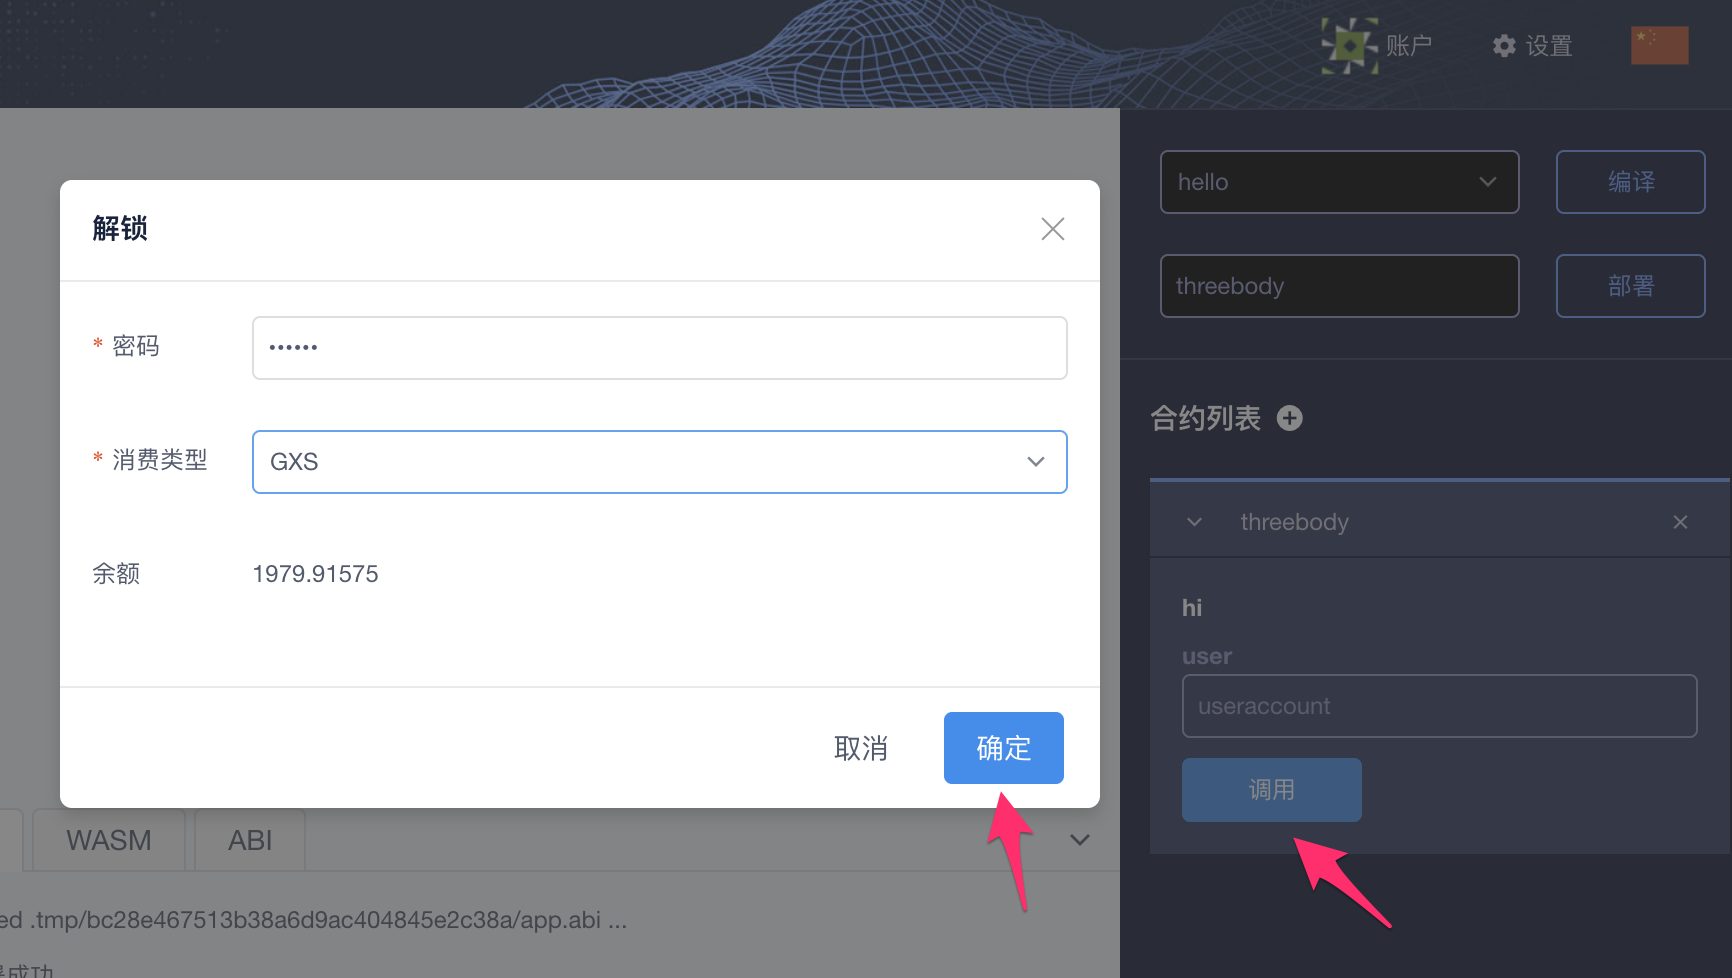 账户
设置
hello
编译
threebody
部署
解锁
* 密码
••••••
* 消费类型
GXS
余额
1979.91575
取消
确定
合约列表
threebody
hi
user
useraccount
调用
WASM
ABI
ed .tmp/bc28e467513b38a6d9ac404845e2c38a/app.abi ...
成功